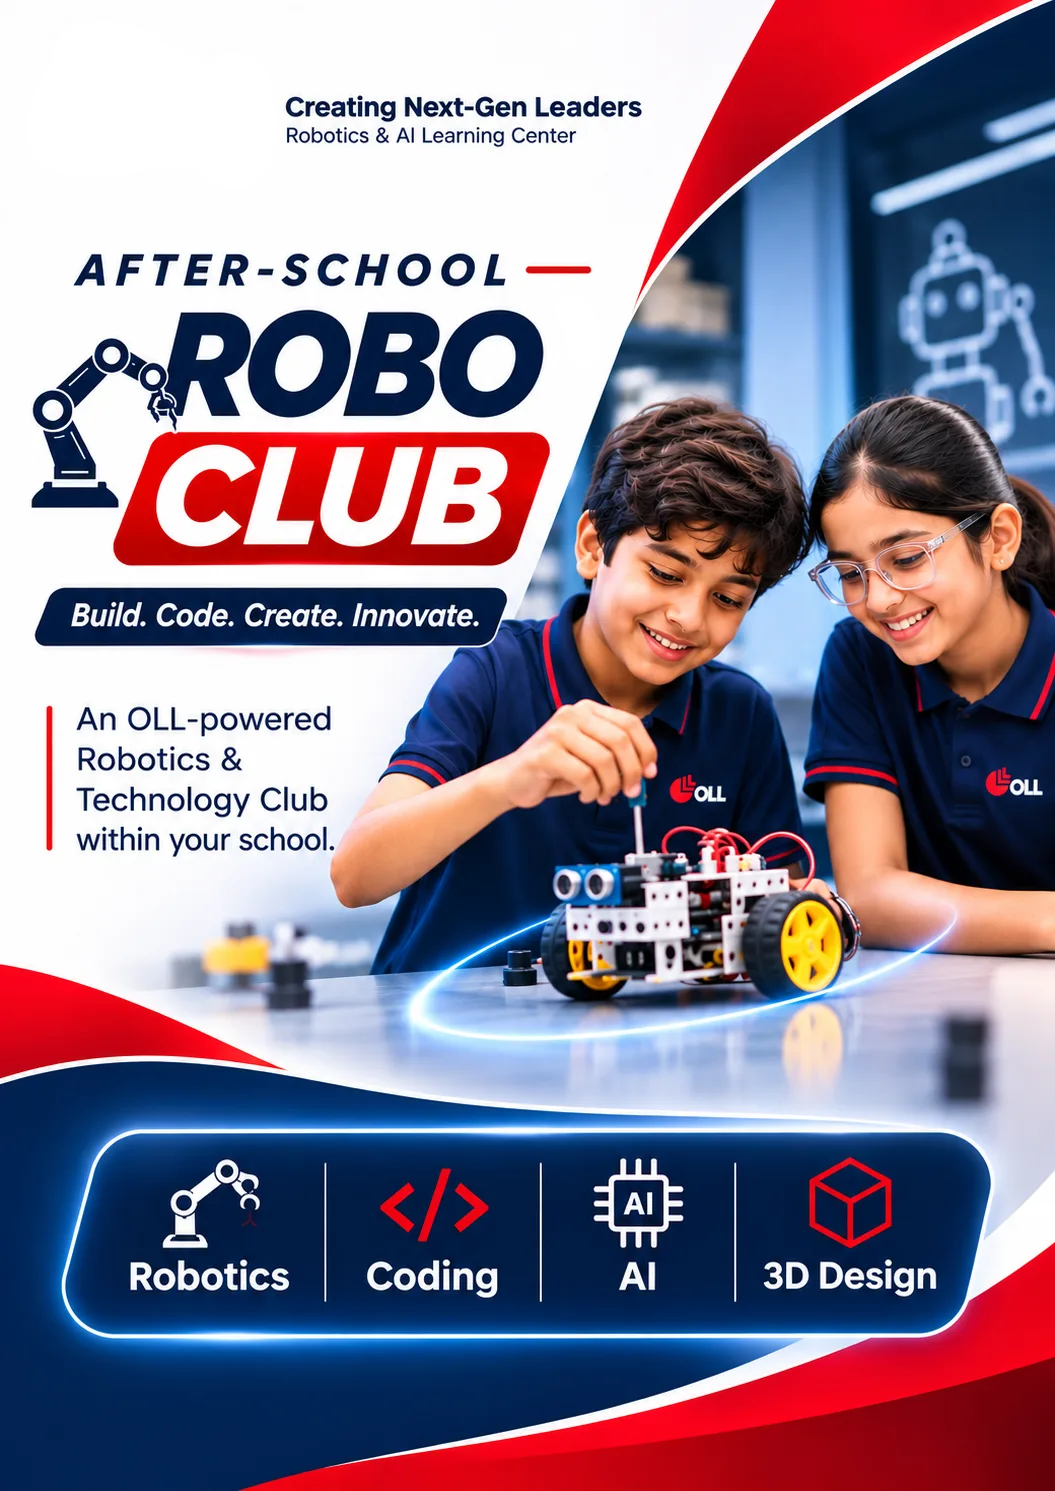 Creating Next-Gen Leaders
Robotics & AI Learning Center
AFTER-SCHOOL
ROBO
CLUB
Build. Code. Create. Innovate.
An OLL-powered
Robotics &
Technology Club
within your school.
OLL
OLL
AI
Robotics
Coding
AI
3D Design